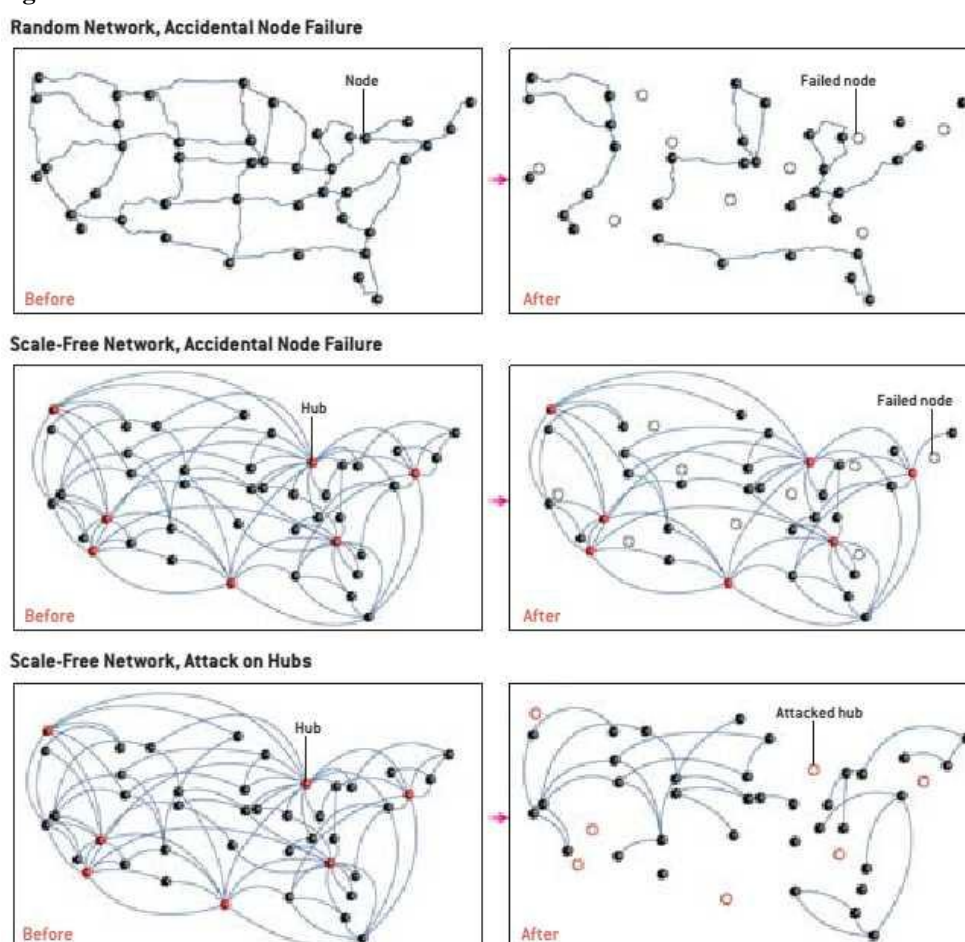 Random Network, Accidental Node Failure
Node
Failed node
Before
After
Scale-Free Network, Accidental Node Failure
Hub
Failed node
Before
After
Scale-Free Network, Attack on Hubs
Hub
Attacked hub
Before
After